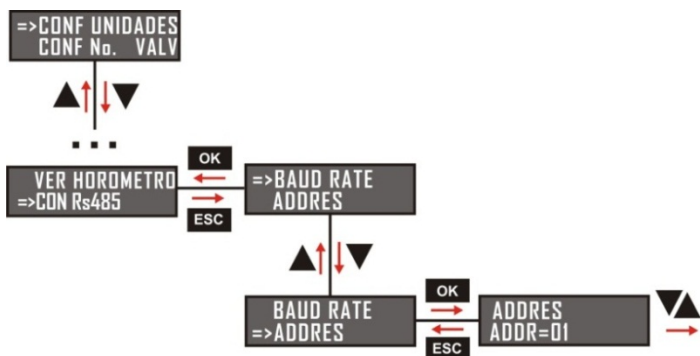 =>CONF UNIDADES
CONF No. VALV
...
VER HOROMETRO
=>CON Rs485
OK
ESC
=>BAUD RATE
ADDRES
BAUD RATE
=>ADDRES
OK
ESC
ADDRES
ADDR=01